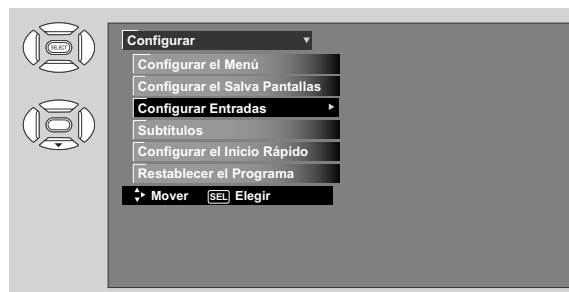 SELECT
Configurar
Configurar el Menú
Configurar el Salva Pantallas
Configurar Entradas
Subtítulos
Configurar el Inicio Rápido
Restablecer el Programa
Mover SEL Elegir